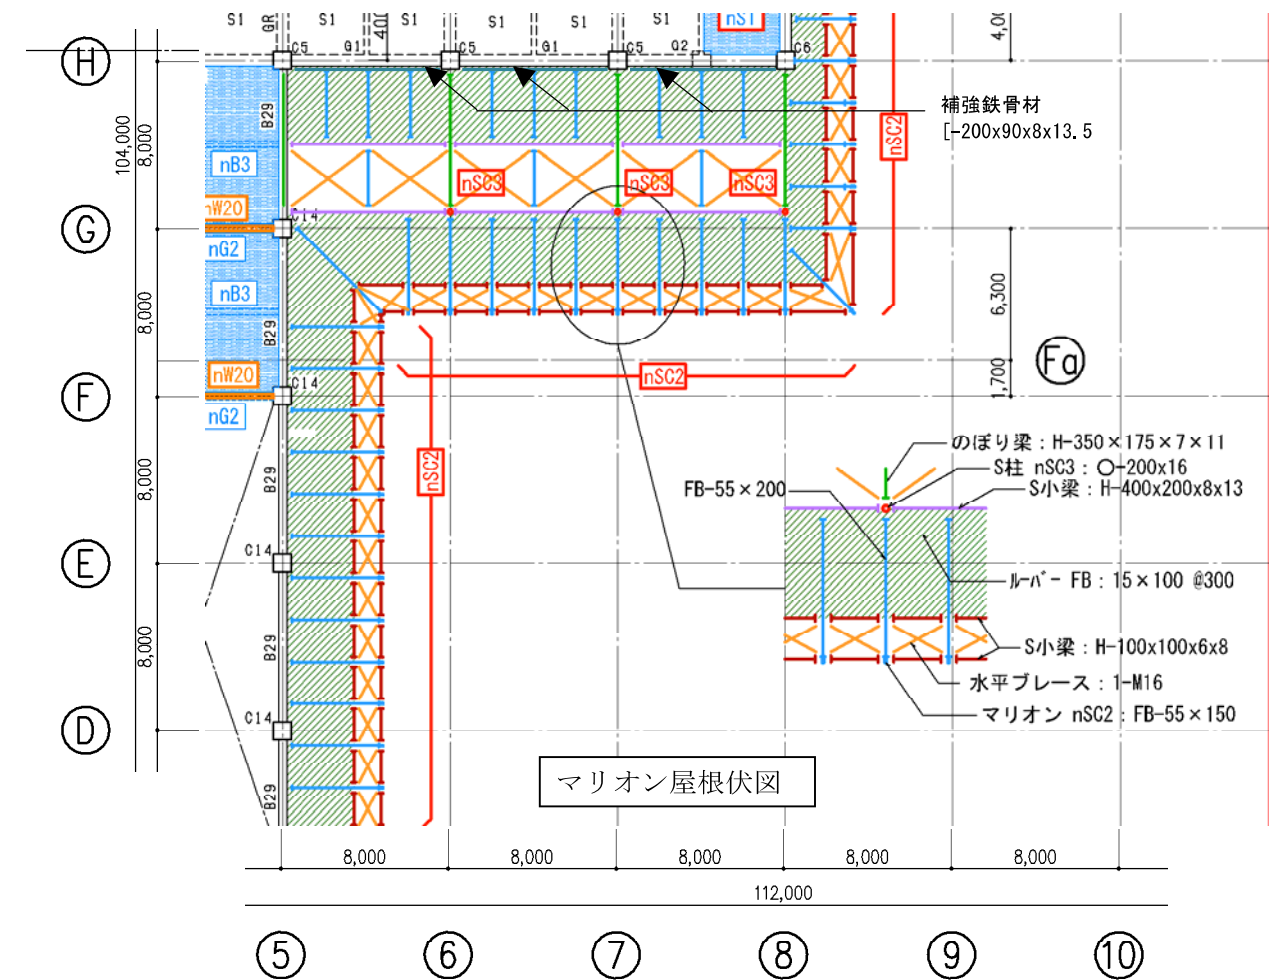 S1
S1
S1
S1
S1
S1
nS1
GR
4,00
C5
G1
C5
G1
C5
G2
C6
H
補強鉄骨材
[-200x90x8x13.5
B29
104,000
8,000
nSC2
nB3
nSC3
nSC3
nSC3
nW20
C14
G
nG2
nB3
6,300
8,000
B29
Fa
nW20
nSC2
1,700
C14
F
nG2
のぼり梁：H-350×175×7×11
S柱 nSC3：○-200x16
S小梁：H-400x200x8x13
FB-55×200
nSC2
B29
8,000
C14
E
ﾙｰﾊﾞｰ FB：15×100 @300
B29
8,000
S小梁：H-100x100x6x8
水平ブレース：1-M16
マリオン nSC2：FB-55×150
C14
D
マリオン屋根伏図
B29
8,000
8,000
8,000
8,000
8,000
112,000
5
6
7
8
9
10